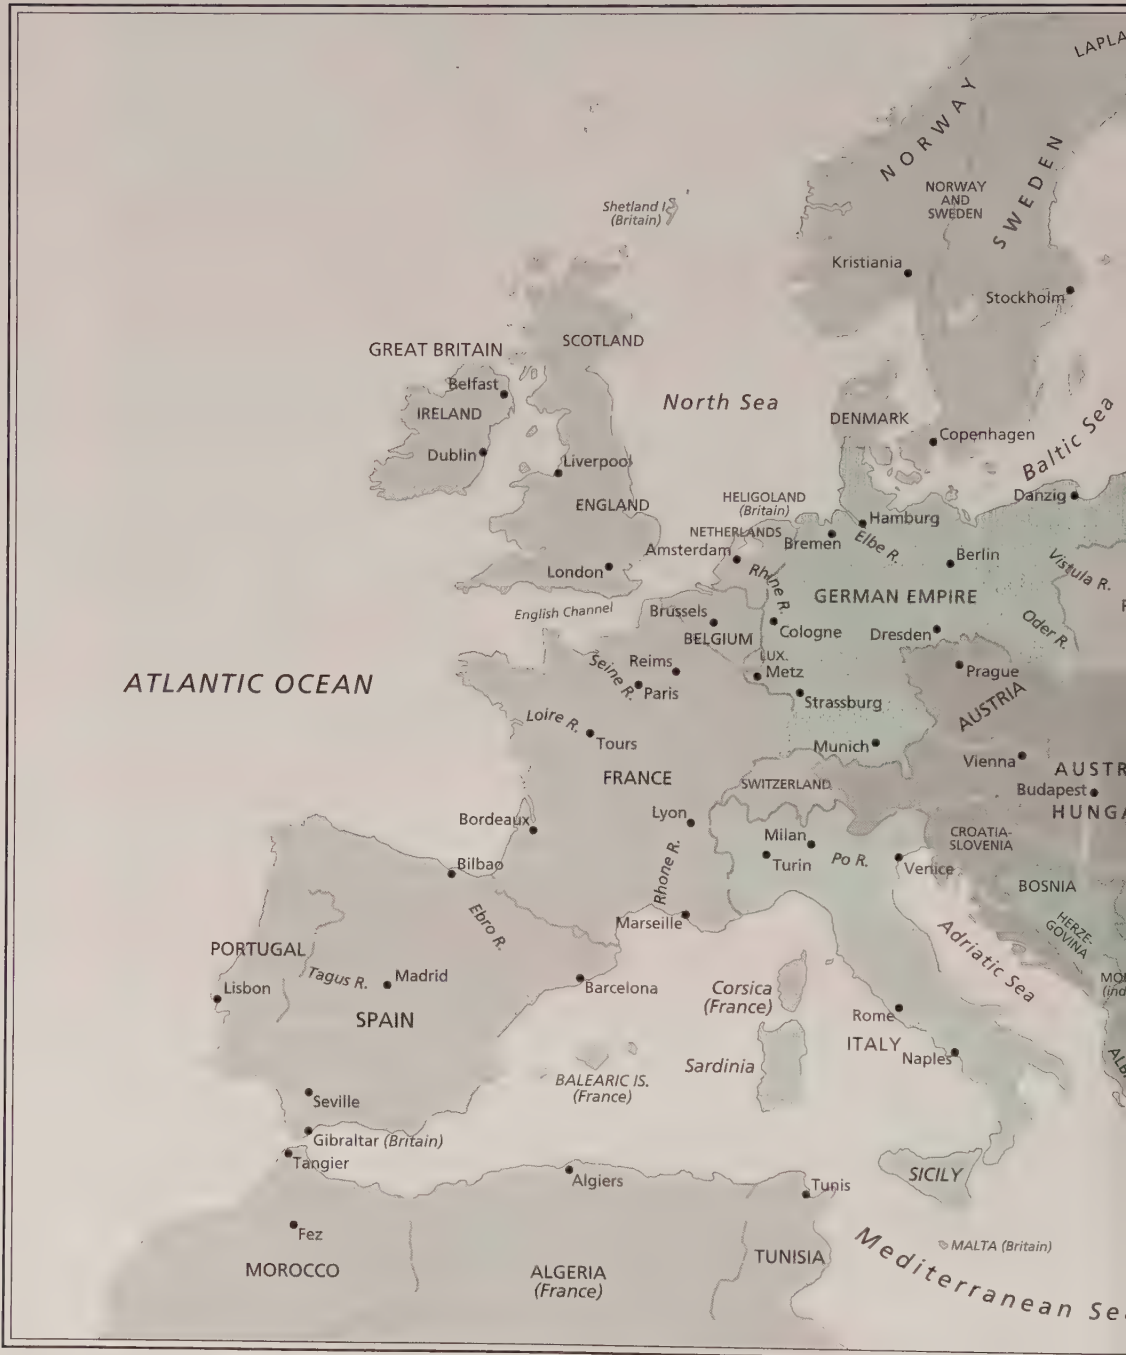 LAPLA
NORWAY
SWEDEN
NORWAY
AND
SWEDEN
Shetland I.
(Britain)
Kristiania
Stockholm
SCOTLAND
GREAT BRITAIN
Belfast
IRELAND
North Sea
DENMARK
Copenhagen
Baltic Sea
Dublin
Liverpool
ENGLAND
HELIGOLAND
(Britain)
Danzig
Hamburg
NETHERLANDS
Bremen
Elbe R.
Amsterdam
Berlin
London
Rhine R.
Vistula R.
GERMAN EMPIRE
English Channel
Brussels
BELGIUM
Cologne
Dresden
Oder R.
LUX.
Reims
Metz
Prague
Seine R.
Paris
ATLANTIC OCEAN
Strassburg
AUSTRIA
Loire R.
Tours
Munich
Vienna
AUSTR
FRANCE
SWITZERLAND
Budapest
HUNGA
Bordeaux
Lyon
Milan
CROATIA-
SLOVENIA
Turin
Po R.
Venice
Bilbao
Rhone R.
BOSNIA
Ebro R.
Marseille
HERZE-
GOVINA
PORTUGAL
Adriatic Sea
Tagus R.
Madrid
Lisbon
Barcelona
Corsica
(France)
(ind
SPAIN
Rome
ITALY
Naples
Sardinia
BALEARIC IS.
(France)
ALB
Seville
Gibraltar (Britain)
Tangier
Algiers
Tunis
SICILY
Fez
MOROCCO
ALGERIA
(France)
TUNISIA
MALTA (Britain)
Mediterranean Sea